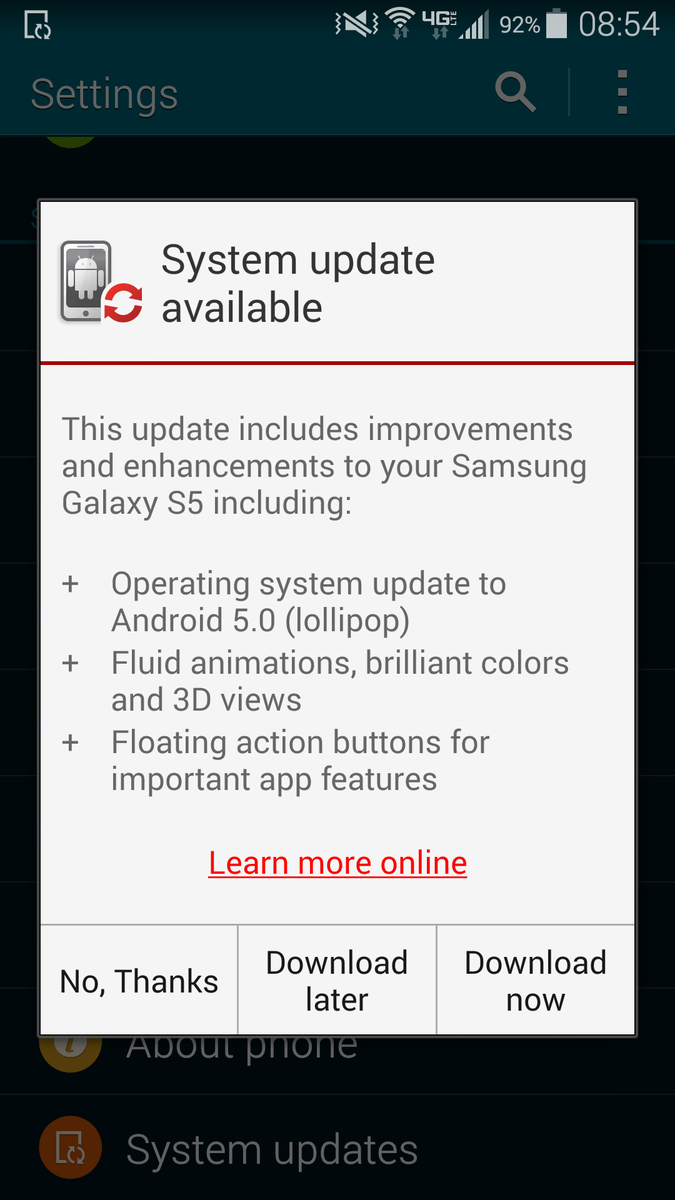 4G LTE 92% 08:54
Settings
System update
available
This update includes improvements
and enhancements to your Samsung
Galaxy S5 including:
+ Operating system update to
Android 5.0 (lollipop)
+ Fluid animations, brilliant colors
and 3D views
+ Floating action buttons for
important app features
Learn more online
No, Thanks
Download
later
Download
now
About phone
System updates